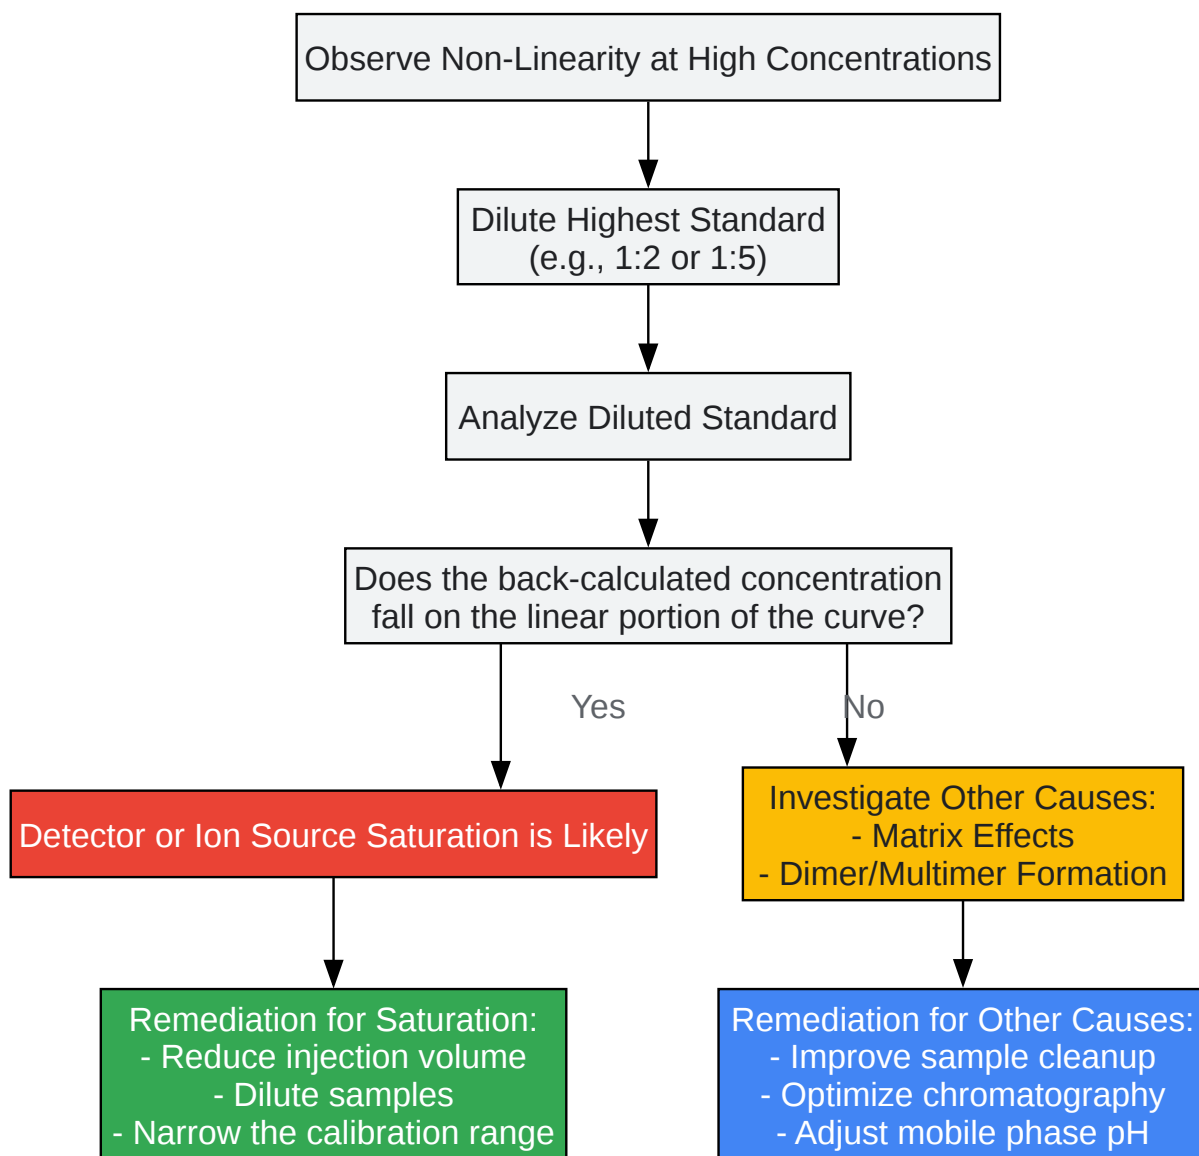 Observe Non-Linearity at High Concentrations
Dilute Highest Standard
(e.g., 1:2 or 1:5)
Analyze Diluted Standard
Does the back-calculated concentration
fall on the linear portion of the curve?
Yes
No
Detector or Ion Source Saturation is Likely
Investigate Other Causes:
- Matrix Effects
- Dimer/Multimer Formation
Remediation for Saturation:
- Reduce injection volume
- Dilute samples
- Narrow the calibration range
Remediation for Other Causes:
- Improve sample cleanup
- Optimize chromatography
- Adjust mobile phase pH